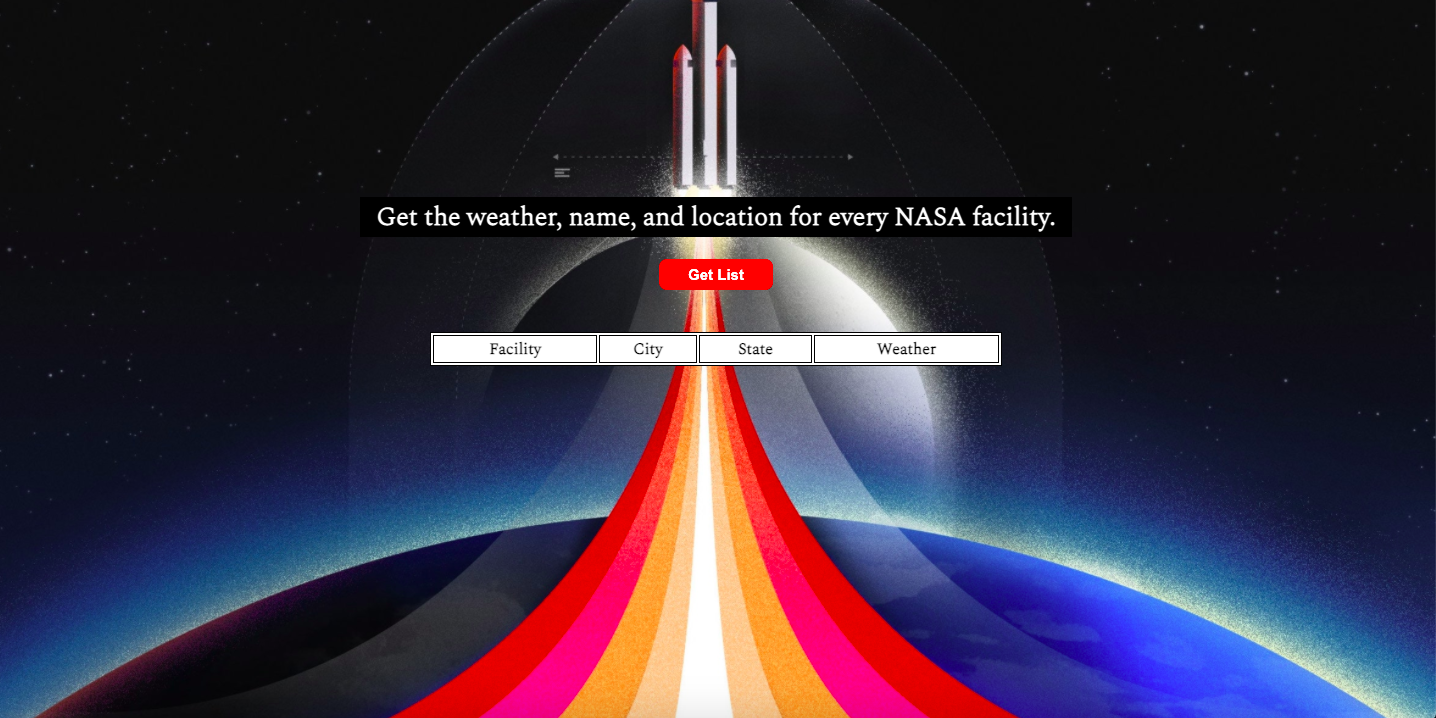 Get the weather, name, and location for every NASA facility.
Get List
Facility City State Weather